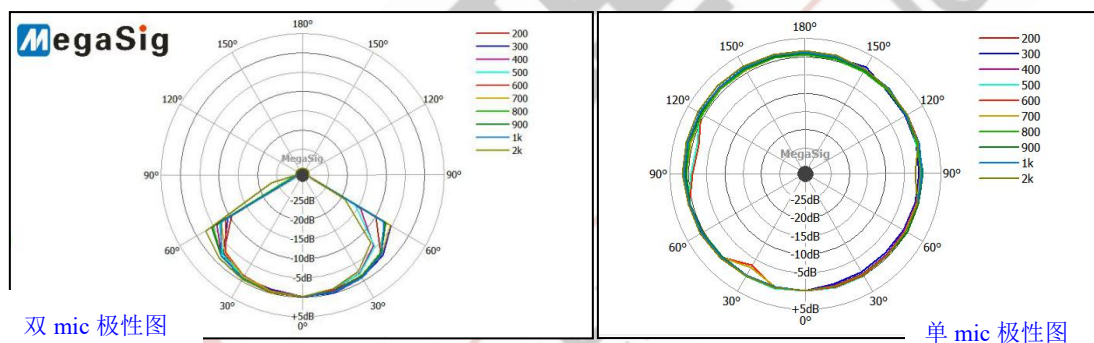 MegaSig
180°
150°
150°
120°
120°
90°
90°
60°
60°
30°
30°
0°
MegaSig
-25dB
-20dB
-15dB
-10dB
-5dB
+5dB
200
300
400
500
600
700
800
900
1k
2k
双 mic 极性图
180°
150°
150°
120°
120°
90°
90°
60°
60°
30°
30°
0°
MegaSig
-25dB
-20dB
-15dB
-10dB
-5dB
+5dB
200
300
400
500
600
700
800
900
1k
2k
单 mic 极性图